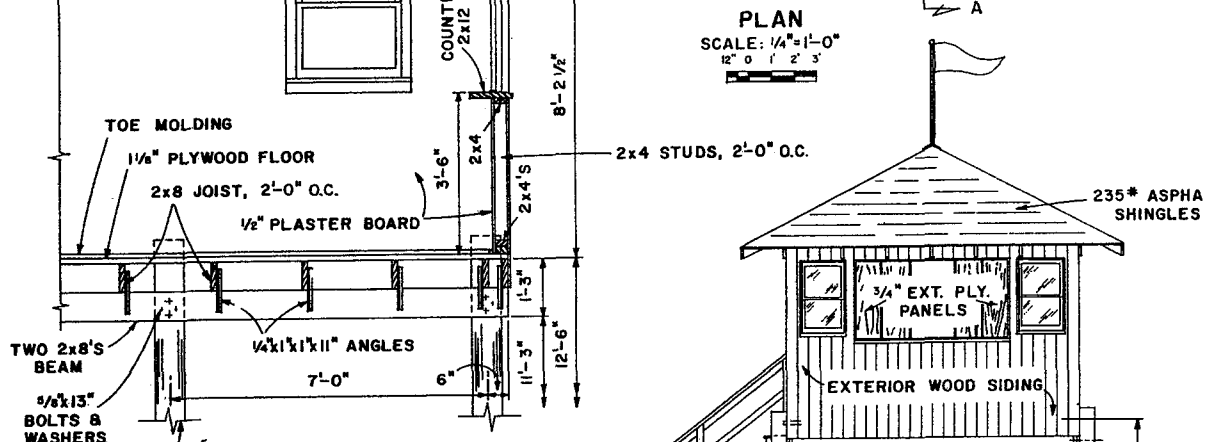 COUNT
2x12
8'-2 1/2"
TOE MOLDING
1 1/8" PLYWOOD FLOOR
2x8 JOIST, 2'-0" O.C.
1/2" PLASTER BOARD
3'-6"
2x4
2x4'S
2x4 STUDS, 2'-0" O.C.
1'-3"
11'-3"
12'-6"
TWO 2x8'S
BEAM
1/4"x1"x1"x11" ANGLES
7'-0"
6"
5/8"x13"
BOLTS &
WASHERS
A
PLAN
SCALE: 1/4"=1'-0"
12" 0 1' 2' 3'
235# ASPHA
SHINGLES
3/4" EXT. PLY.
PANELS
EXTERIOR WOOD SIDING